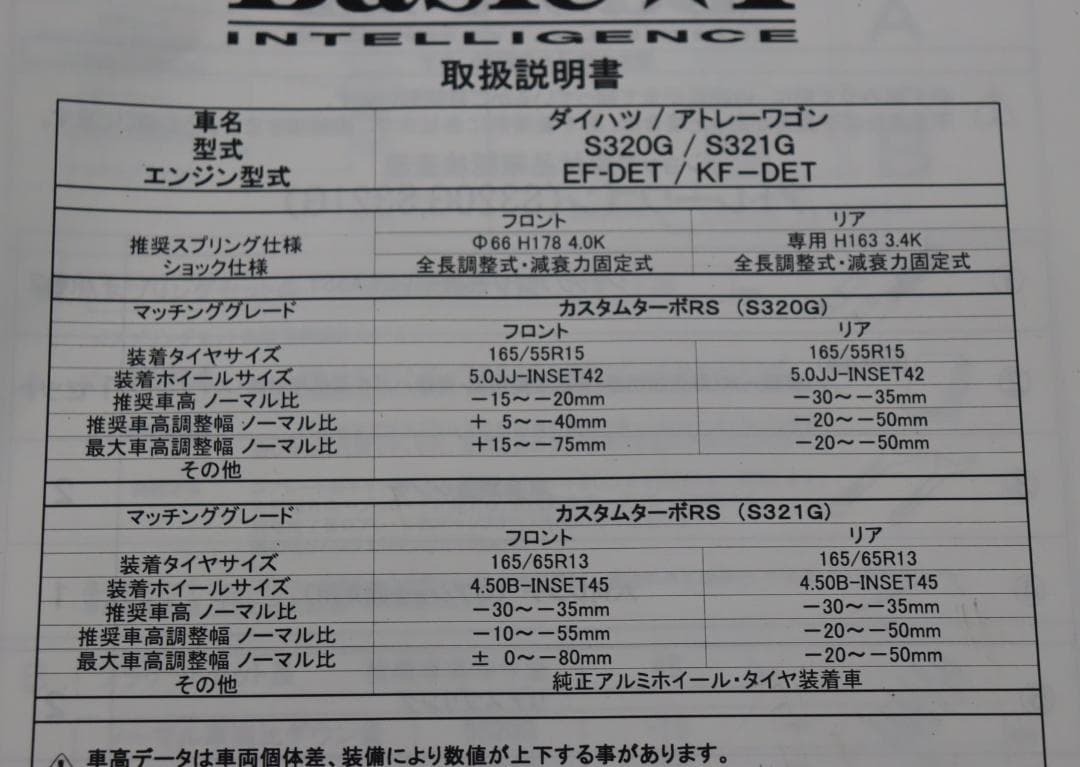 INTELLIGENCE
取扱説明書
車名 ダイハツ / アトレーワゴン
型式 S320G / S321G
エンジン型式 EF-DET / KF-DET
フロント リア
推奨スプリング仕様 Φ66 H178 4.0K 専用 H163 3.4K
ショック仕様 全長調整式・減衰力固定式 全長調整式・減衰力固定式
マッチンググレード カスタムターボRS (S320G)
フロント リア
装着タイヤサイズ 165/55R15 165/55R15
装着ホイールサイズ 5.0JJ-INSET42 5.0JJ-INSET42
推奨車高 ノーマル比 -15~-20mm -30~-35mm
推奨車高調整幅 ノーマル比 + 5~-40mm -20~-50mm
最大車高調整幅 ノーマル比 +15~-75mm -20~-50mm
その他
マッチンググレード カスタムターボRS (S321G)
フロント リア
装着タイヤサイズ 165/65R13 165/65R13
装着ホイールサイズ 4.50B-INSET45 4.50B-INSET45
推奨車高 ノーマル比 -30~-35mm -30~-35mm
推奨車高調整幅 ノーマル比 -10~-55mm -20~-50mm
最大車高調整幅 ノーマル比 ± 0~-80mm -20~-50mm
その他 純正アルミホイール・タイヤ装着車
車高データは車両個体差、装備により数値が上下する事があります。